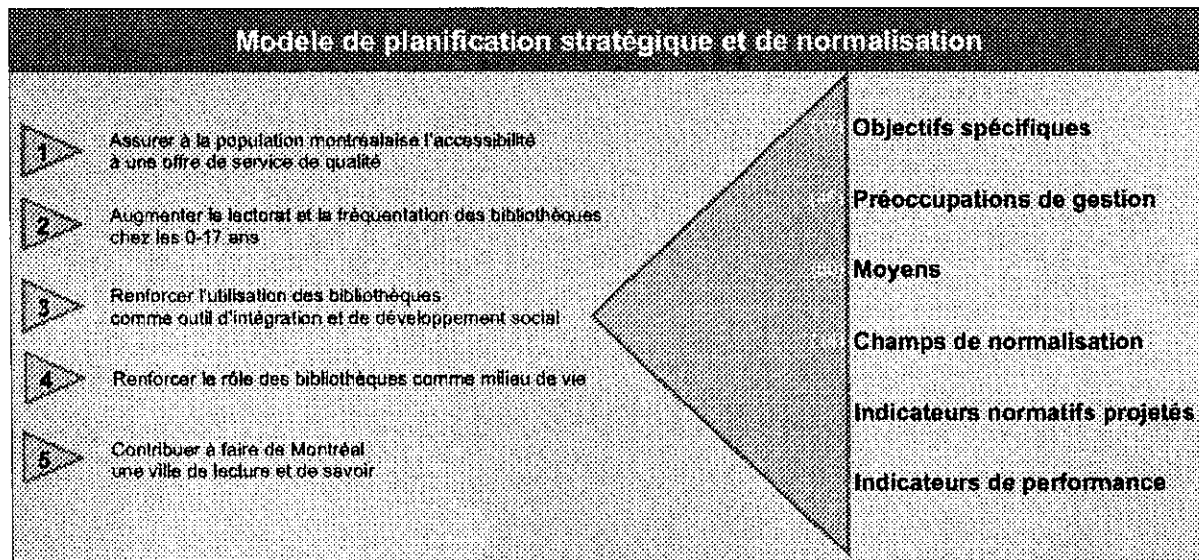 Modèle de planification stratégique et de normalisation
1
Assurer à la population montréalaise l'accessibilité
à une offre de service de qualité
2
Augmenter le lectorat et la fréquentation des bibliothèques
chez les 0-17 ans
3
Renforcer l'utilisation des bibliothèques
comme outil d'intégration et de développement social
4
Renforcer le rôle des bibliothèques comme milieu de vie
5
Contribuer à faire de Montréal
une ville de lecture et de savoir
Objectifs spécifiques
Préoccupations de gestion
Moyens
Champs de normalisation
Indicateurs normatifs projetés
Indicateurs de performance